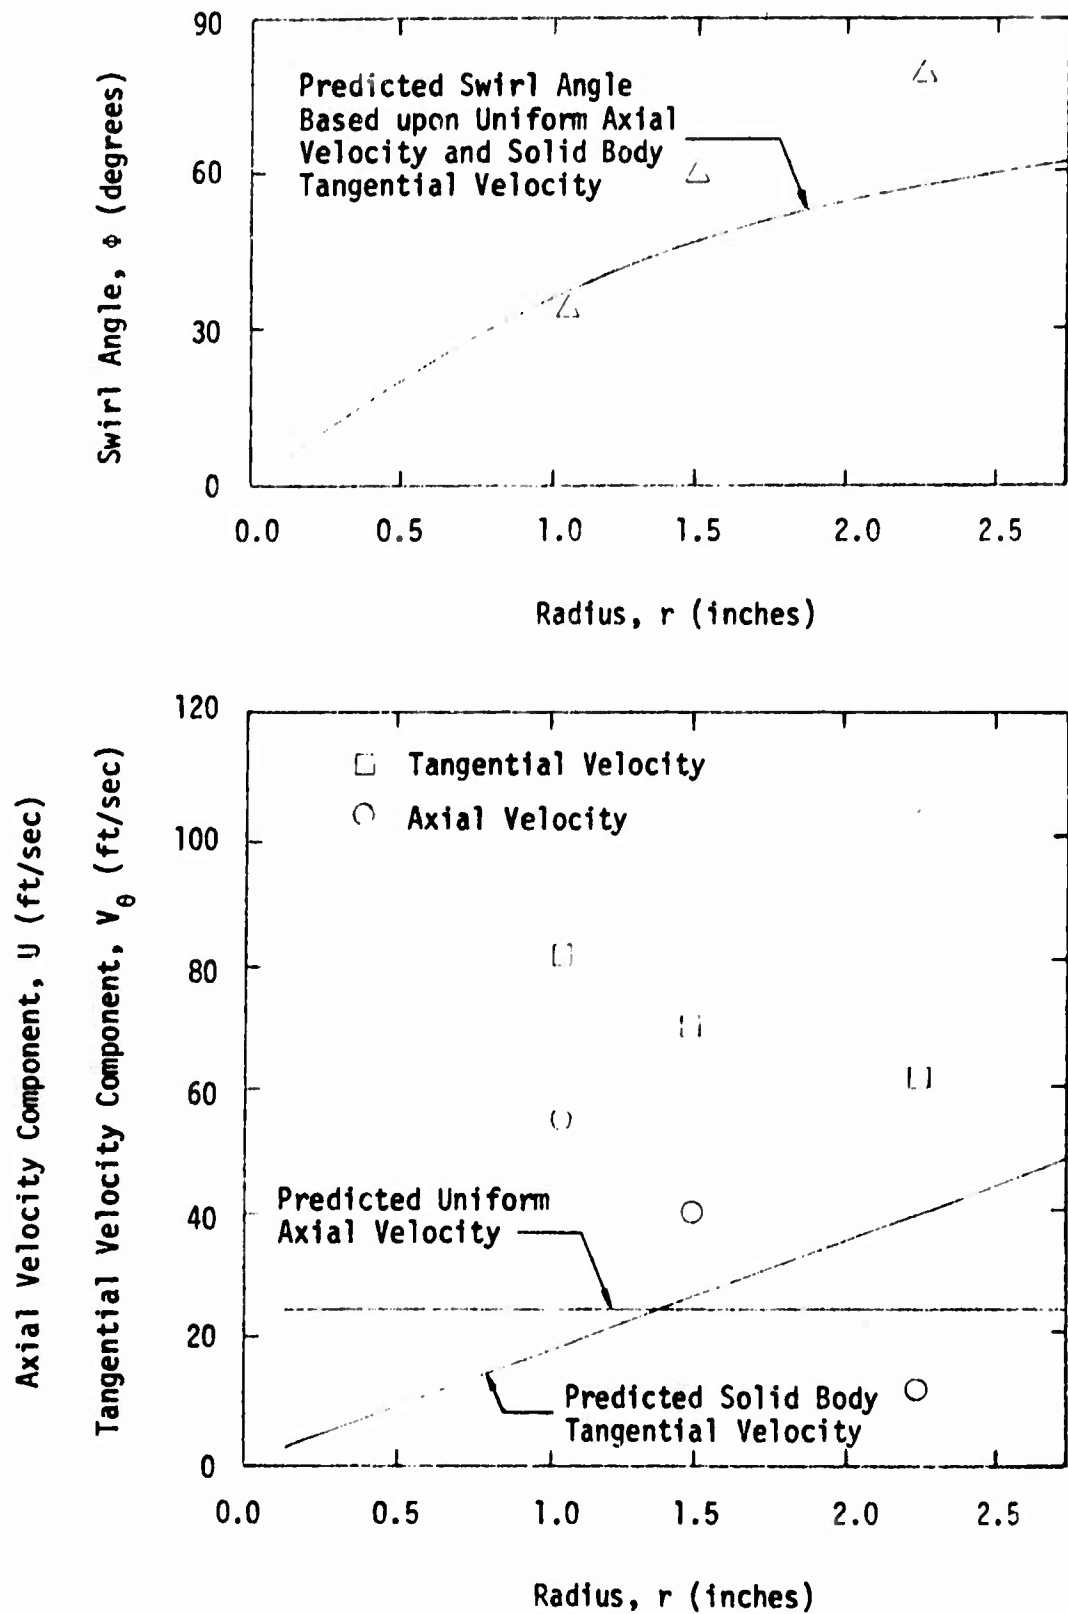 90
60
30
0
Swirl Angle, Φ (degrees)
Predicted Swirl Angle
Based upon Uniform Axial
Velocity and Solid Body
Tangential Velocity
0.0 0.5 1.0 1.5 2.0 2.5
Radius, r (inches)
120
100
80
60
40
20
0
Axial Velocity Component, U (ft/sec)
Tangential Velocity Component, V_θ (ft/sec)
Tangential Velocity
Axial Velocity
Predicted Uniform
Axial Velocity
Predicted Solid Body
Tangential Velocity
0.0 0.5 1.0 1.5 2.0 2.5
Radius, r (inches)